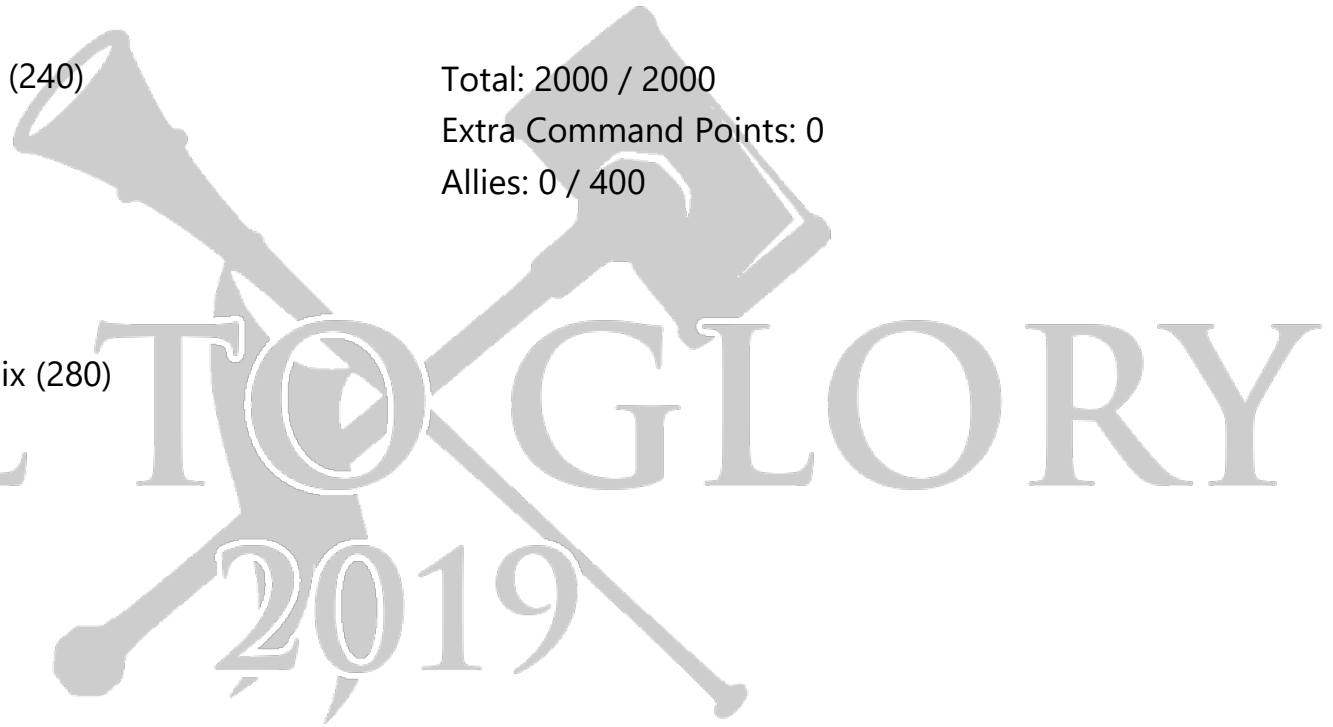 (240)
Total: 2000 / 2000
Extra Command Points: 0
Allies: 0 / 400
ix (280)
L TO GLORY
2019